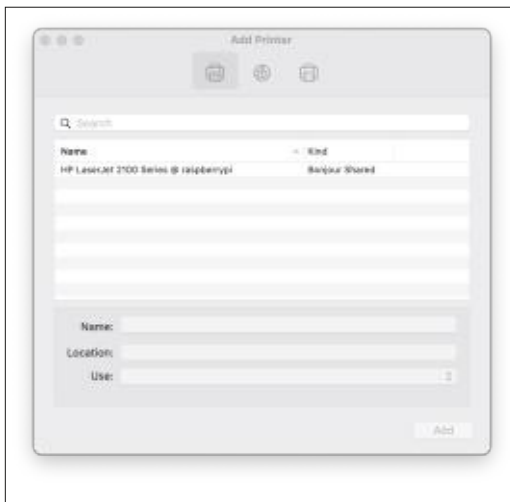 Add Printer
Search
Name Kind
HP LaserJet 2100 Series @ raspberrypi Bonjour Shared
Name:
Location:
Use:
Add